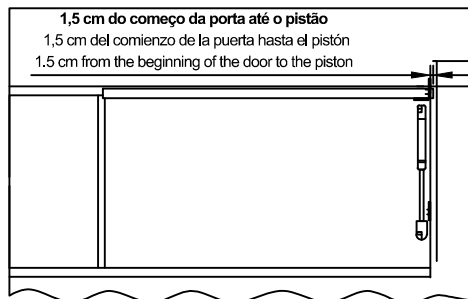 1,5 cm do começo da porta até o pistão
1,5 cm del comienzo de la puerta hasta el pistón
1.5 cm from the beginning of the door to the piston